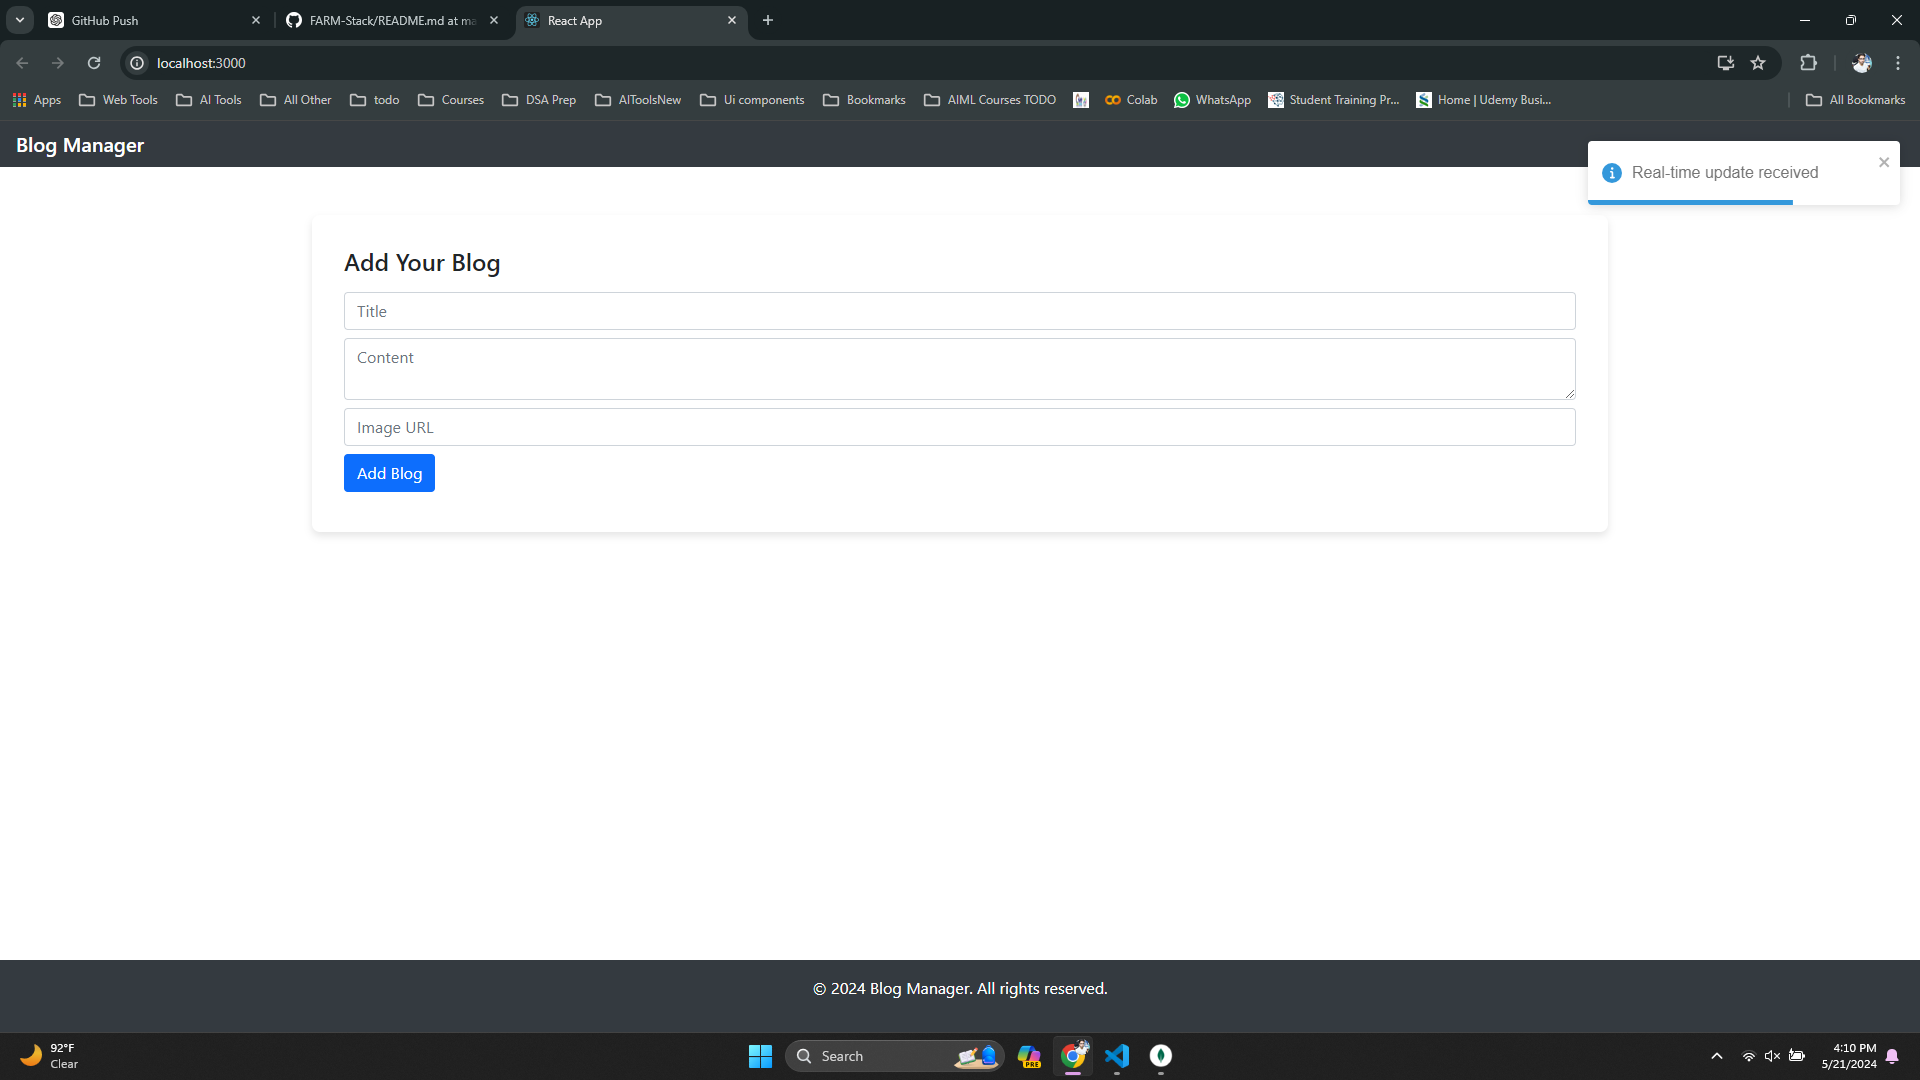 GitHub Push
FARM-Stack/README.md at ma
React App
localhost:3000
Apps
Web Tools
AI Tools
All Other
todo
Courses
DSA Prep
AIToolsNew
Ui components
Bookmarks
AIML Courses TODO
Colab
WhatsApp
Student Training Pr...
Home | Udemy Busi...
All Bookmarks
Blog Manager
Real-time update received
Add Your Blog
Title
Content
Image URL
Add Blog
© 2024 Blog Manager. All rights reserved.
92°F
Clear
Search
PRE
4:10 PM
5/21/2024